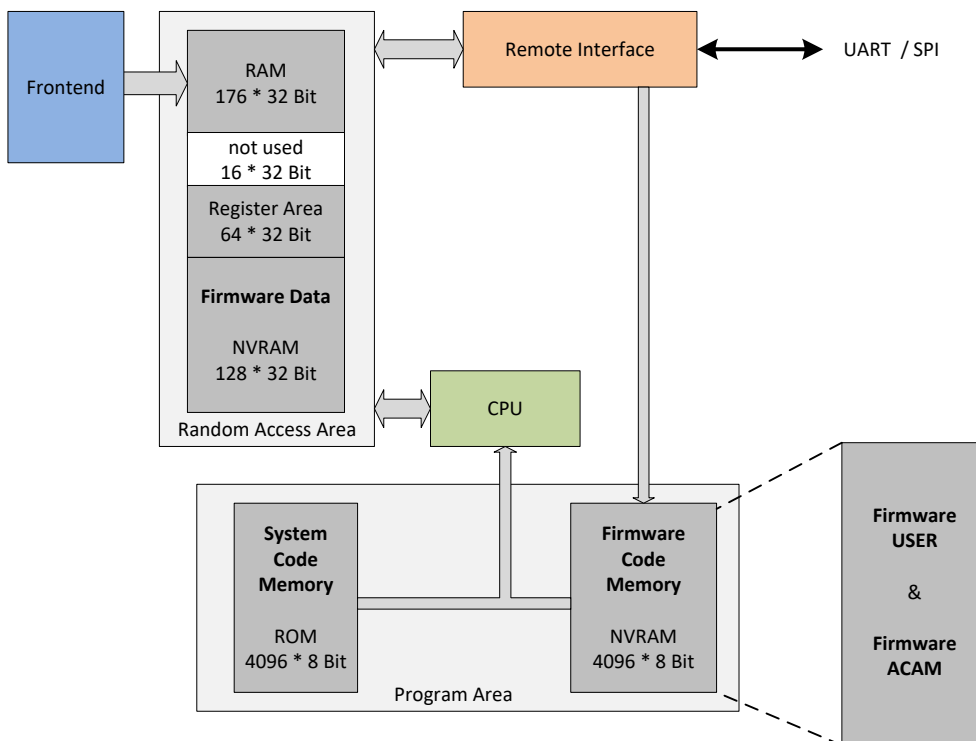 Frontend
RAM
176 * 32 Bit
not used
16 * 32 Bit
Register Area
64 * 32 Bit
Firmware Data
NVRAM
128 * 32 Bit
Random Access Area
Remote Interface
UART / SPI
CPU
System
Code
Memory
ROM
4096 * 8 Bit
Firmware
Code
Memory
NVRAM
4096 * 8 Bit
Program Area
Firmware
USER
&
Firmware
ACAM